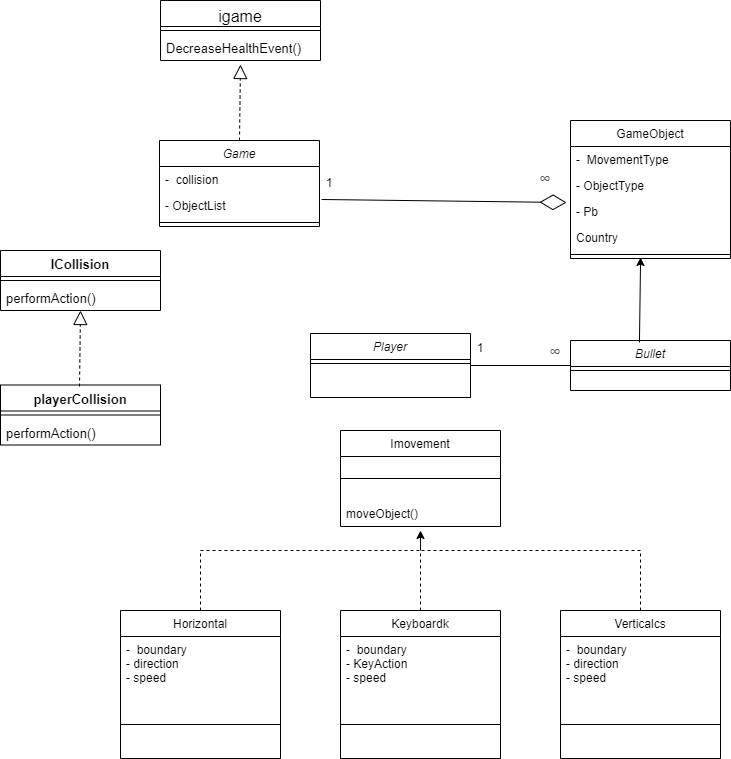 igame
DecreaseHealthEvent()
Game
- collision
- ObjectList
1
∞
GameObject
- MovementType
- ObjectType
- Pb
Country
ICollision
performAction()
playerCollision
performAction()
Player
1
∞
Bullet
Imovement
moveObject()
Horizontal
- boundary
- direction
- speed
Keyboardk
- boundary
- KeyAction
- speed
Verticalcs
- boundary
- direction
- speed